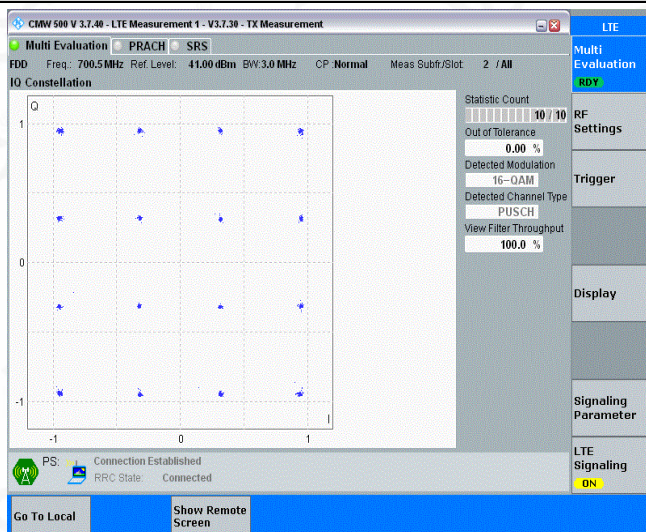 CMW 500 V 3.7.40 - LTE Measurement 1 - V3.7.30 - TX Measurement
LTE
Multi Evaluation PRACH SRS
FDD Freq.: 700.5 MHz Ref. Level: 41.00 dBm BW:3.0 MHz CP :Normal Meas Subfr./Slot: 2 / All
IQ Constellation
Q
1
0
-1
I
-1 0 1
Statistic Count
10 / 10
Out of Tolerance
0.00 %
Detected Modulation
16-QAM
Detected Channel Type
PUSCH
View Filter Throughput
100.0 %
Multi
Evaluation
RDY
RF
Settings
Trigger
Display
Signaling
Parameter
LTE
Signaling
ON
PS: Connection Established
RRC State: Connected
Go To Local
Show Remote
Screen